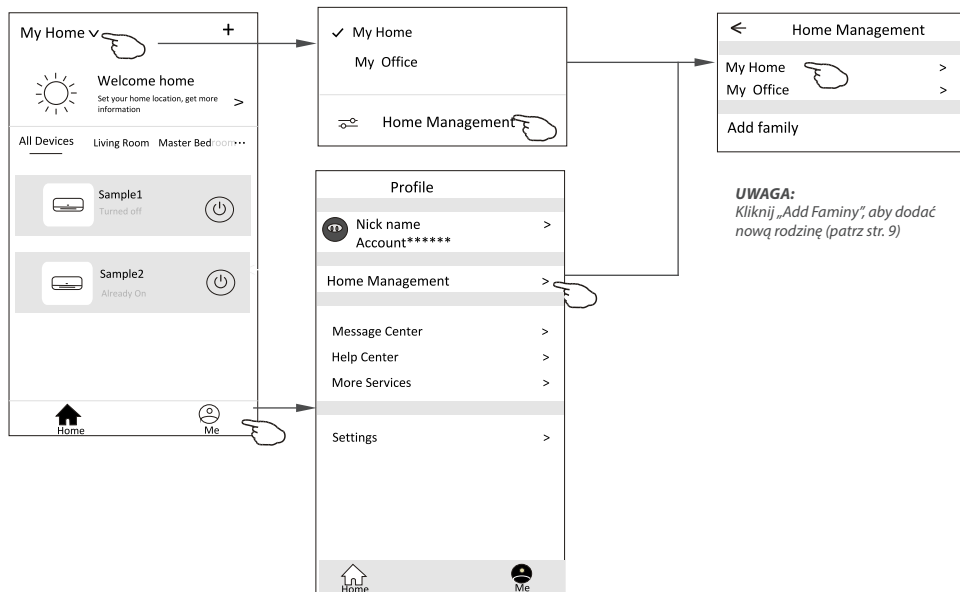 My Home
+
Welcome home
Set your home location, get more
information
>
All Devices Living Room Master Bedroom...
Sample1
Turned off
Sample2
Already On
Home
Me
✓ My Home
My Office
Home Management
Profile
Nick name >
Account******
Home Management >
Message Center >
Help Center >
More Services >
Settings >
Home
Me
Home Management
My Home >
My Office >
Add family
UWAGA:
Kliknij „Add Faminy”, aby dodać
nową rodzinę (patrz str. 9)